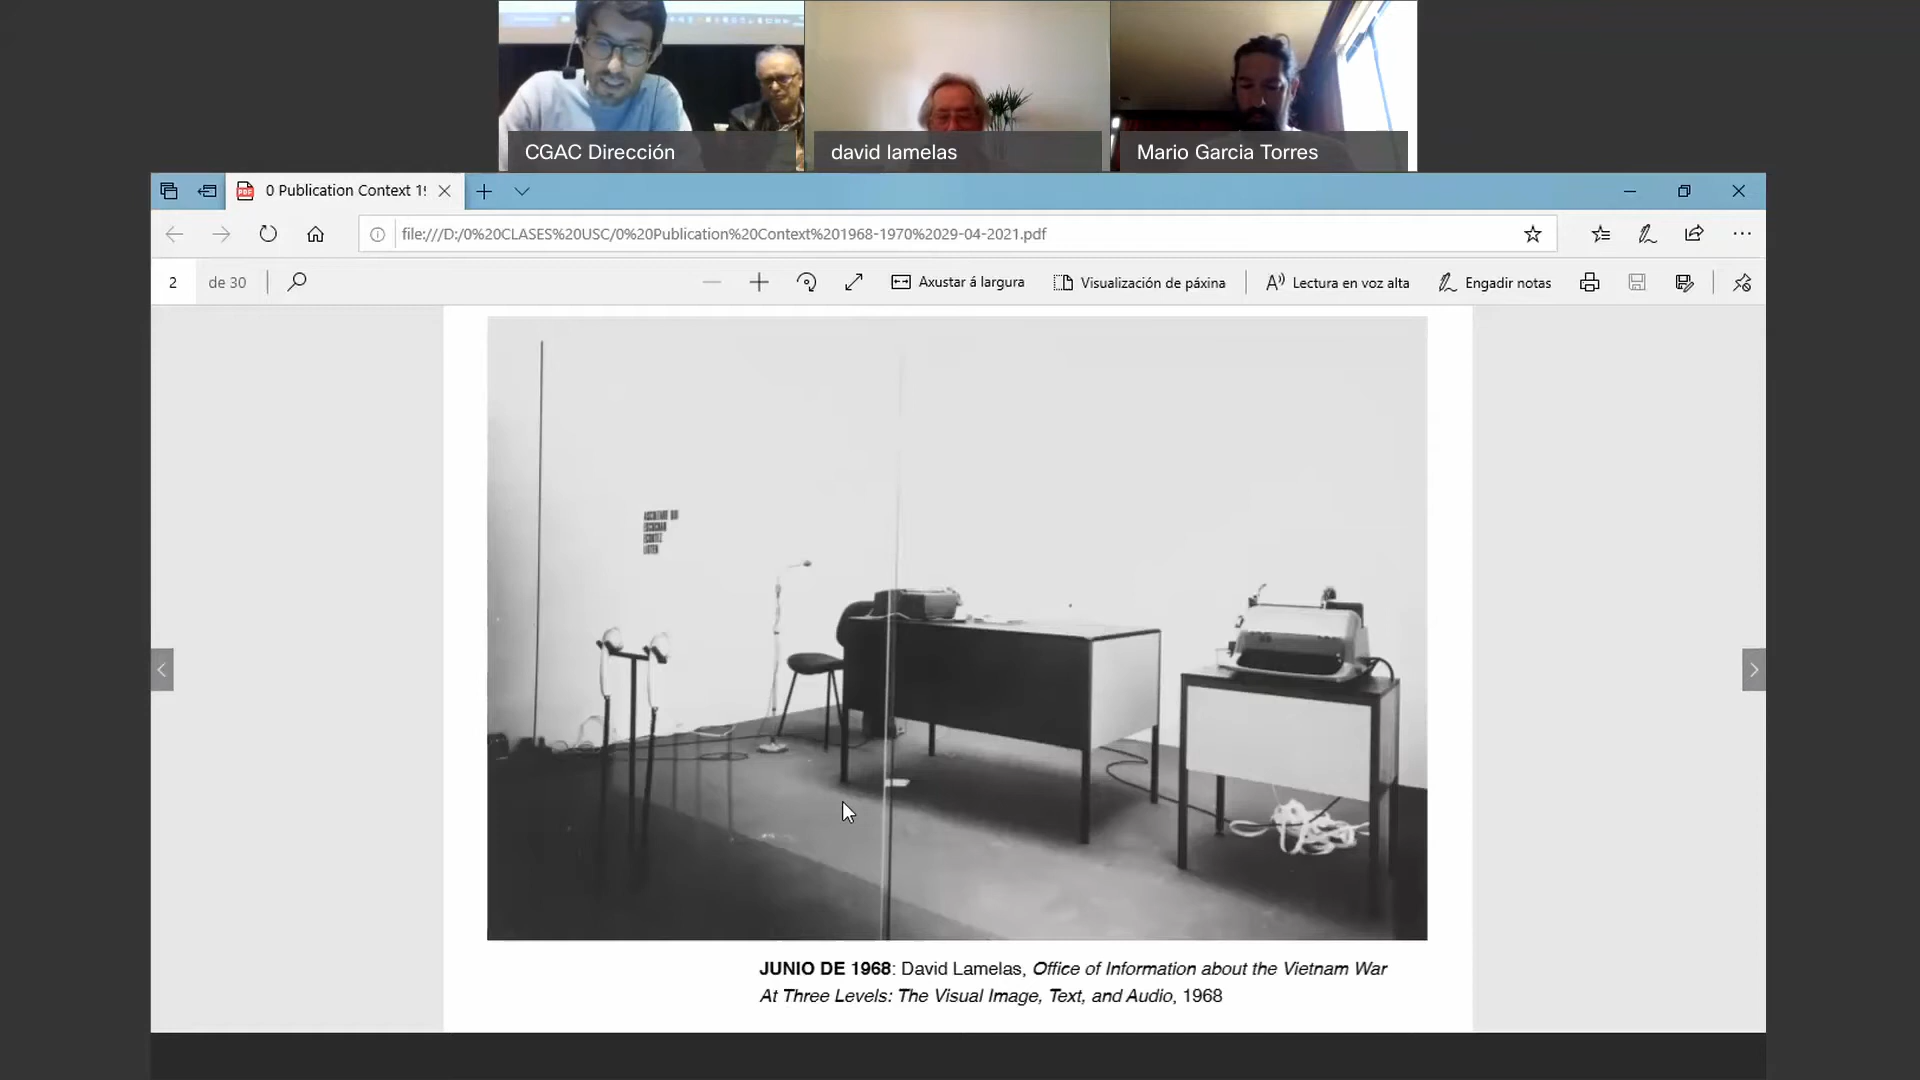 CGAC Dirección
david lamelas
Mario Garcia Torres
0 Publication Context 1
file:///D:/0%20CLASES%20USC/0%20Publication%20Context%201968-1970%2029-04-2021.pdf
2 de 30
Axustar á largura
Visualización de páxina
Lectura en voz alta
Engadir notas
ESCUCHAR
ECOUTEZ
LISTEN
JUNIO DE 1968: David Lamelas, Office of Information about the Vietnam War
At Three Levels: The Visual Image, Text, and Audio, 1968